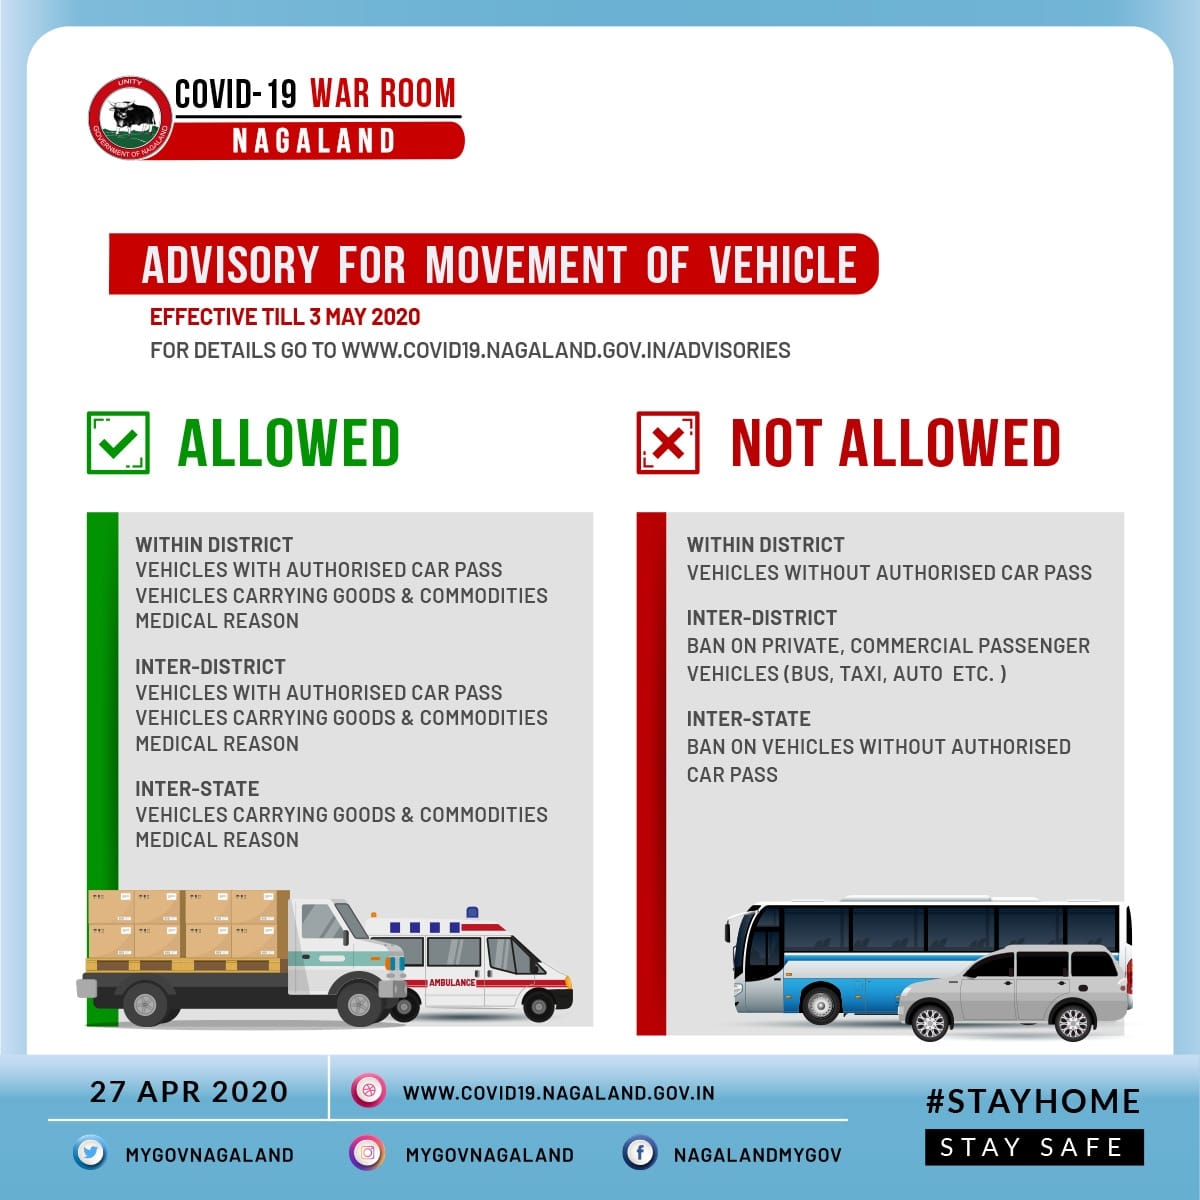 UNITY
GOVERNMENT OF NAGALAND
COVID-19 WAR ROOM
NAGALAND
ADVISORY FOR MOVEMENT OF VEHICLE
EFFECTIVE TILL 3 MAY 2020
FOR DETAILS GO TO WWW.COVID19.NAGALAND.GOV.IN/ADVISORIES
ALLOWED
WITHIN DISTRICT
VEHICLES WITH AUTHORISED CAR PASS
VEHICLES CARRYING GOODS & COMMODITIES
MEDICAL REASON
INTER-DISTRICT
VEHICLES WITH AUTHORISED CAR PASS
VEHICLES CARRYING GOODS & COMMODITIES
MEDICAL REASON
INTER-STATE
VEHICLES CARRYING GOODS & COMMODITIES
MEDICAL REASON
AMBULANCE
NOT ALLOWED
WITHIN DISTRICT
VEHICLES WITHOUT AUTHORISED CAR PASS
INTER-DISTRICT
BAN ON PRIVATE, COMMERCIAL PASSENGER
VEHICLES (BUS, TAXI, AUTO ETC. )
INTER-STATE
BAN ON VEHICLES WITHOUT AUTHORISED
CAR PASS
27 APR 2020
WWW.COVID19.NAGALAND.GOV.IN
MYGOVNAGALAND
MYGOVNAGALAND
NAGALANDMYGOV
#STAYHOME
STAY SAFE